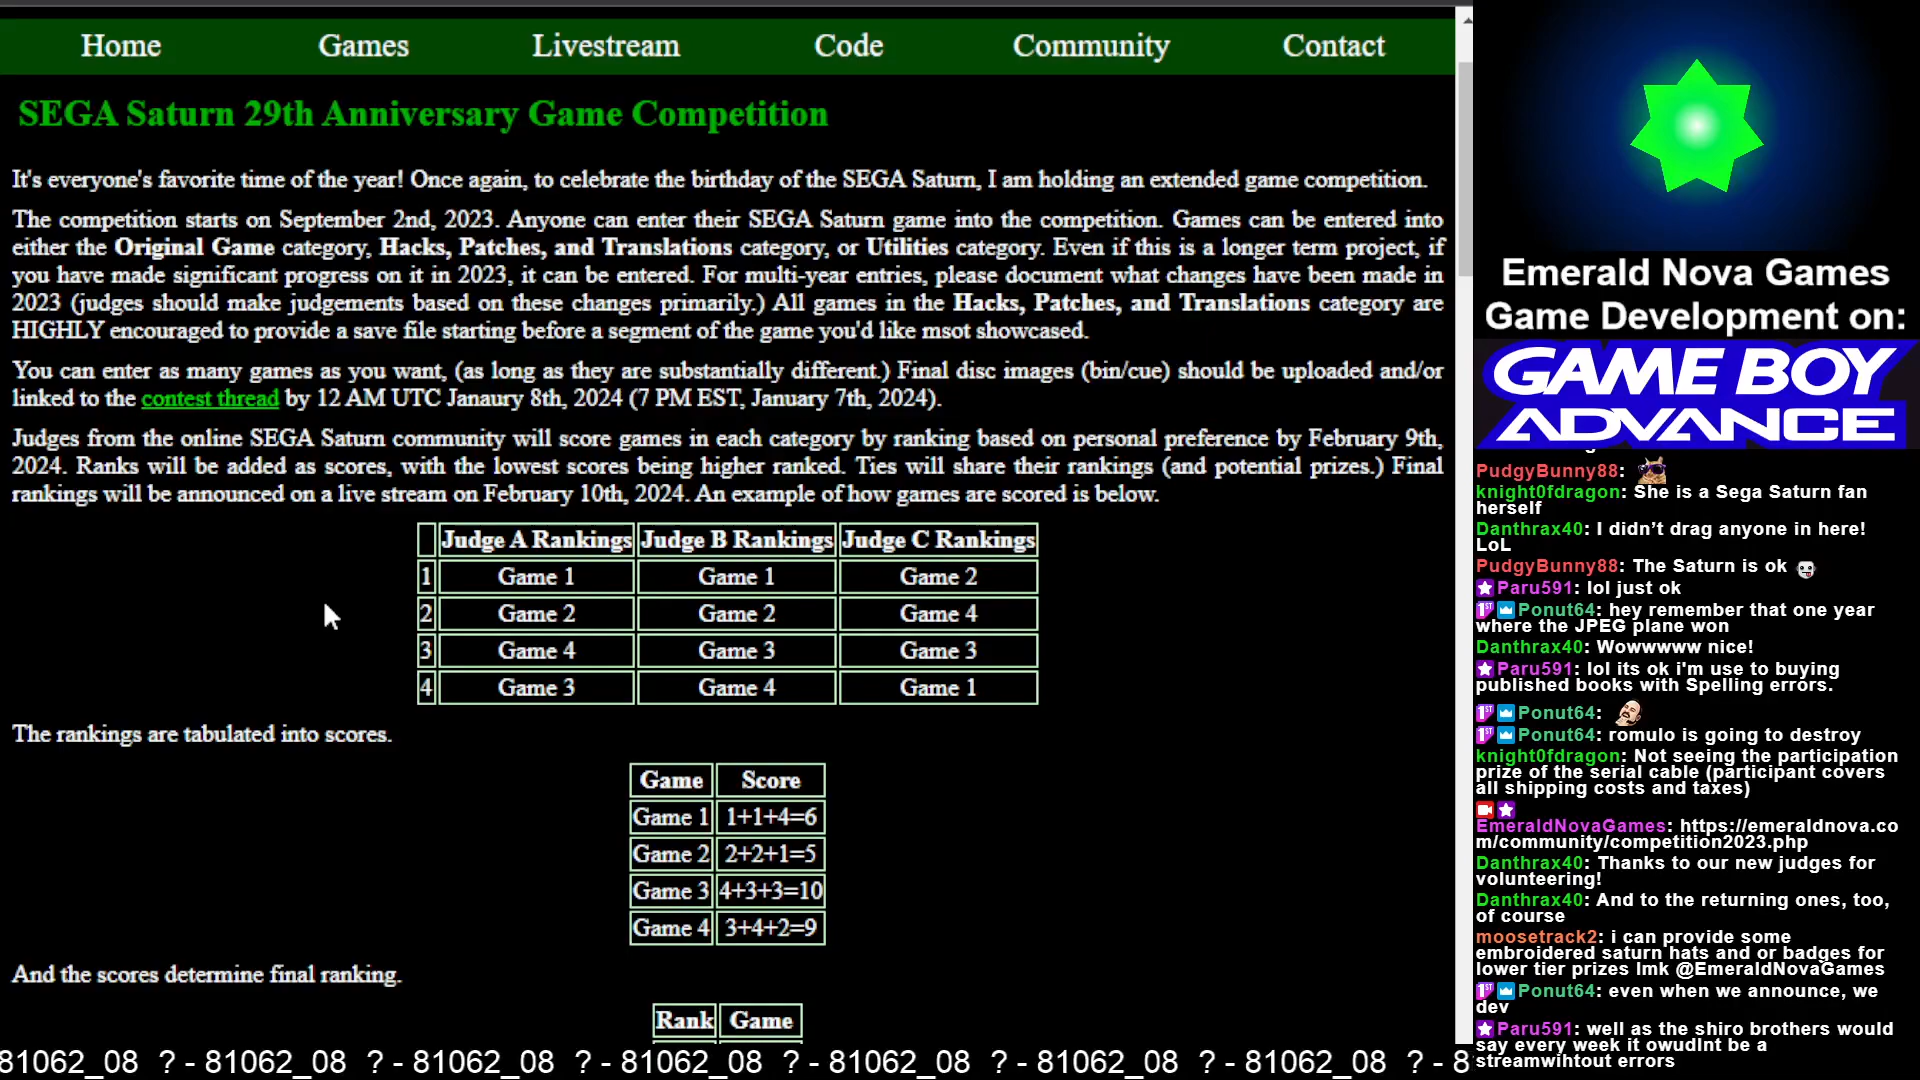 Home Games Livestream Code Community Contact
SEGA Saturn 29th Anniversary Game Competition
It's everyone's favorite time of the year! Once again, to celebrate the birthday of the SEGA Saturn, I am holding an extended game competition.
The competition starts on September 2nd, 2023. Anyone can enter their SEGA Saturn game into the competition. Games can be entered into
either the Original Game category, Hacks, Patches, and Translations category, or Utilities category. Even if this is a longer term project, if
you have made significant progress on it in 2023, it can be entered. For multi-year entries, please document what changes have been made in
2023 (judges should make judgements based on these changes primarily.) All games in the Hacks, Patches, and Translations category are
HIGHLY encouraged to provide a save file starting before a segment of the game you'd like msot showcased.
You can enter as many games as you want, (as long as they are substantially different.) Final disc images (bin/cue) should be uploaded and/or
linked to the contest thread by 12 AM UTC Janaury 8th, 2024 (7 PM EST, January 7th, 2024).
Judges from the online SEGA Saturn community will score games in each category by ranking based on personal preference by February 9th,
2024. Ranks will be added as scores, with the lowest scores being higher ranked. Ties will share their rankings (and potential prizes.) Final
rankings will be announced on a live stream on February 10th, 2024. An example of how games are scored is below.
Judge A Rankings Judge B Rankings Judge C Rankings
1 Game 1 Game 1 Game 2
2 Game 2 Game 2 Game 4
3 Game 4 Game 3 Game 3
4 Game 3 Game 4 Game 1
The rankings are tabulated into scores.
Game Score
Game 1 1+1+4=6
Game 2 2+2+1=5
Game 3 4+3+3=10
Game 4 3+4+2=9
And the scores determine final ranking.
Rank Game
81062_08 ? - 81062_08 ? - 81062_08 ? - 81062_08 ? - 81062_08 ? - 81062_08 ? - 81062_08 ? - 8
Emerald Nova Games
Game Development on:
GAME BOY
ADVANCE
PudgyBunny88:
knight0fdragon: She is a Sega Saturn fan
herself
Danthrax40: I didn't drag anyone in here!
LoL
PudgyBunny88: The Saturn is ok
Paru591: lol just ok
1ST Ponut64: hey remember that one year
where the JPEG plane won
Danthrax40: Wowwwww nice!
Paru591: lol its ok i'm use to buying
published books with Spelling errors.
1ST Ponut64:
1ST Ponut64: romulo is going to destroy
knight0fdragon: Not seeing the participation
prize of the serial cable (participant covers
all shipping costs and taxes)
EmeraldNovaGames: https://emeraldnova.co
m/community/competition2023.php
Danthrax40: Thanks to our new judges for
volunteering!
Danthrax40: And to the returning ones, too,
of course
moosetrack2: i can provide some
embroidered saturn hats and or badges for
lower tier prizes lmk @EmeraldNovaGames
1ST Ponut64: even when we announce, we
dev
Paru591: well as the shiro brothers would
say every week it owudlnt be a
streamwihtout errors